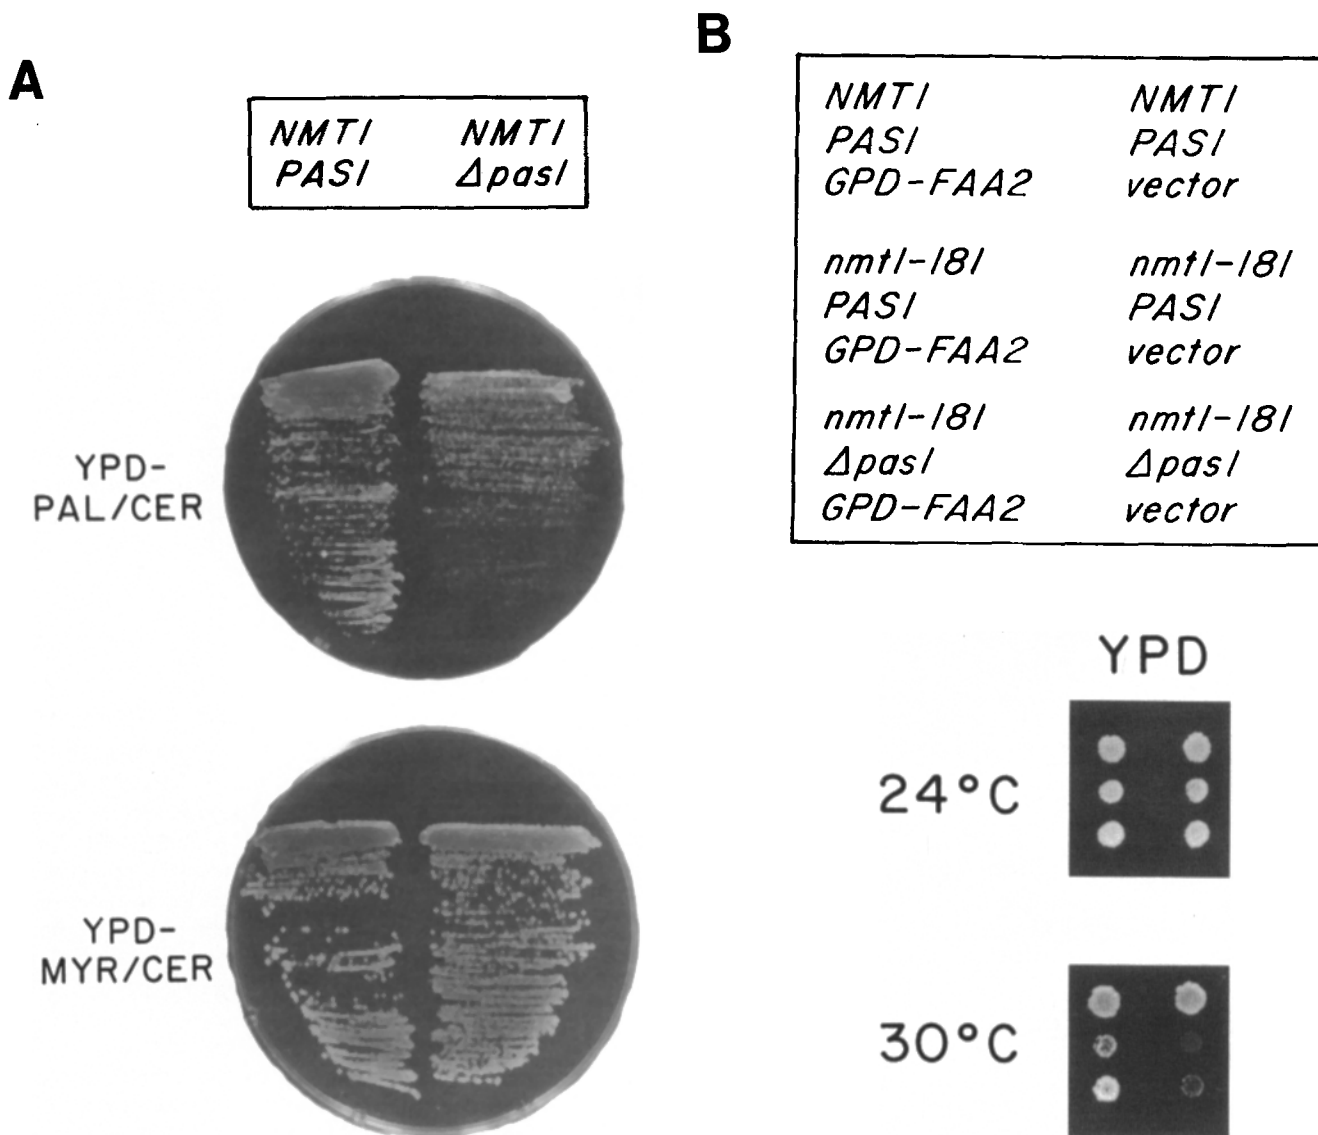 A
NMT1 NMT1
PAS1 Δpas1
YPD-
PAL/CER
YPD-
MYR/CER
B
NMT1 NMT1
PAS1 PAS1
GPD-FAA2 vector
nmt1-181 nmt1-181
PAS1 PAS1
GPD-FAA2 vector
nmt1-181 nmt1-181
Δpas1 Δpas1
GPD-FAA2 vector
YPD
24°C
30°C